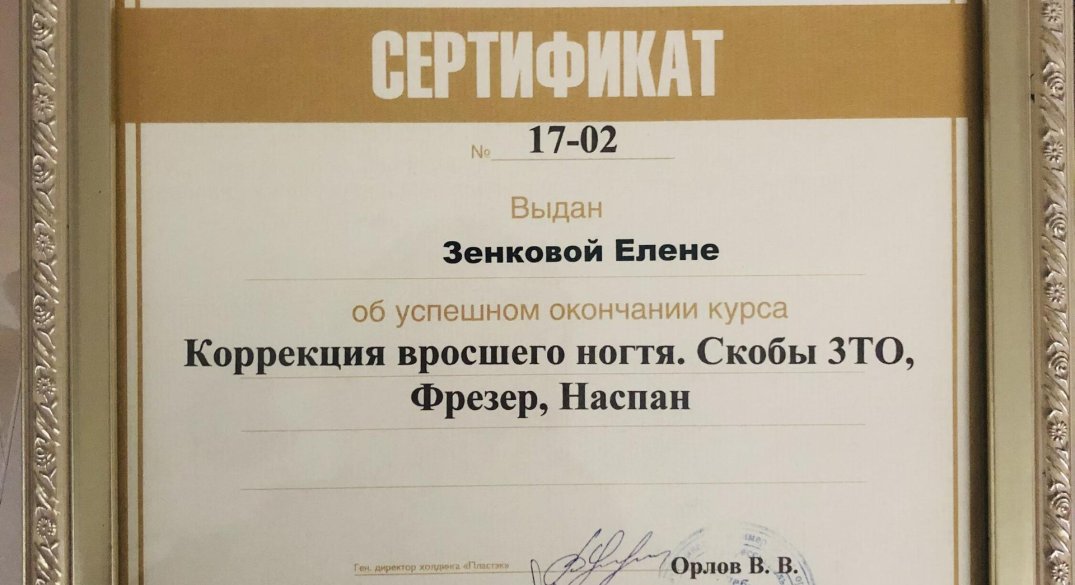 СЕРТИФИКАТ
№ 17-02
Выдан
Зенковой Елене
об успешном окончании курса
Коррекция вросшего ногтя. Скобы 3ТО,
Фрезер, Наспан
Ген. директор холдинга «Пластэк» Орлов В. В.